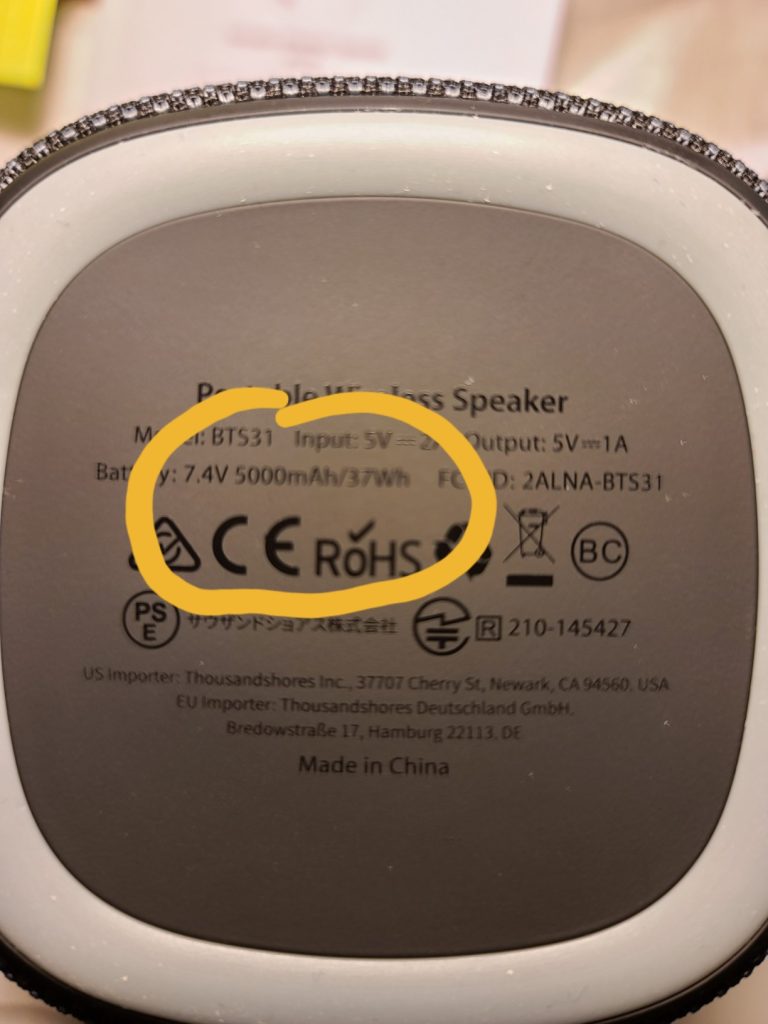 Portable Wireless Speaker
Model: BTS31 Input: 5V⎓2A Output: 5V⎓1A
Battery: 7.4V 5000mAh/37Wh FCC ID: 2ALNA-BTS31
CE RoHS BC
PSE サウザンドショアズ株式会社 R 210-145427
US Importer: Thousandshores Inc., 37707 Cherry St, Newark, CA 94560. USA
EU Importer: Thousandshores Deutschland GmbH.
Bredowstraße 17, Hamburg 22113. DE
Made in China